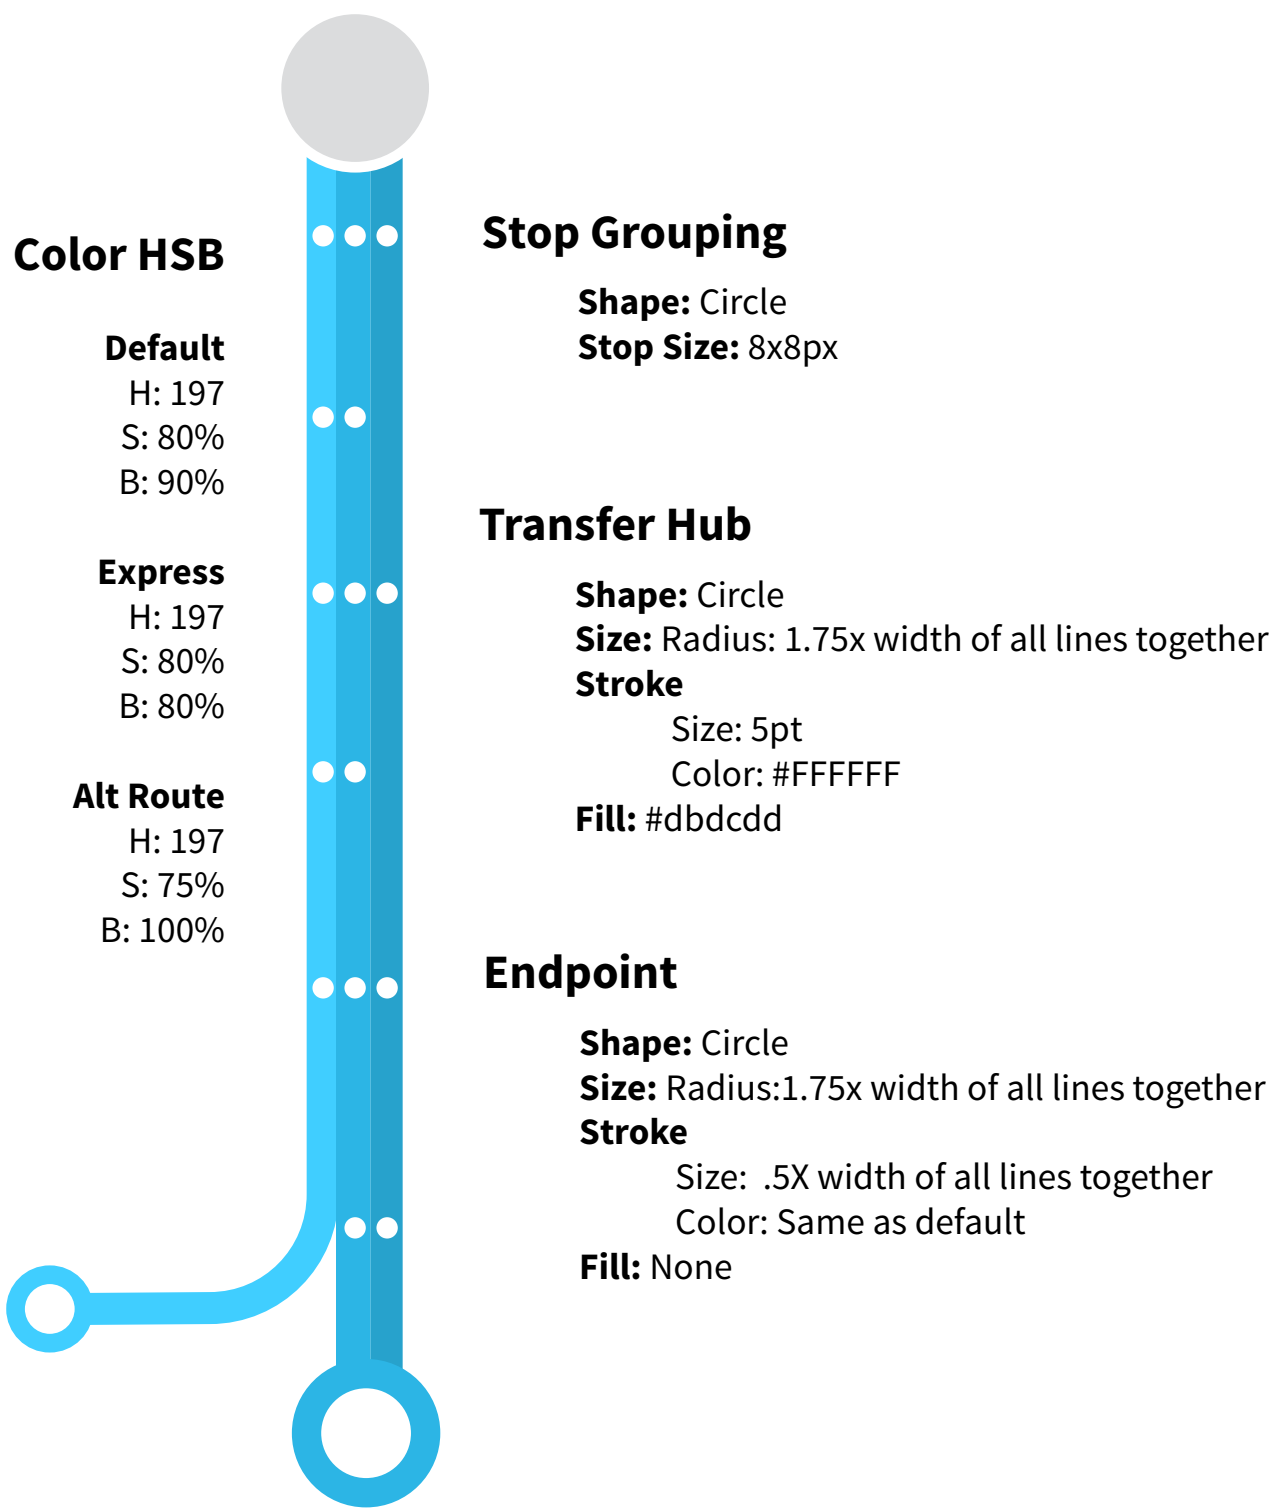 Color HSB
Default
H: 197
S: 80%
B: 90%
Express
H: 197
S: 80%
B: 80%
Alt Route
H: 197
S: 75%
B: 100%
Stop Grouping
Shape: Circle
Stop Size: 8x8px
Transfer Hub
Shape: Circle
Size: Radius: 1.75x width of all lines together
Stroke
Size: 5pt
Color: #FFFFFF
Fill: #dbdcdd
Endpoint
Shape: Circle
Size: Radius:1.75x width of all lines together
Stroke
Size:  .5X width of all lines together
Color: Same as default
Fill: None